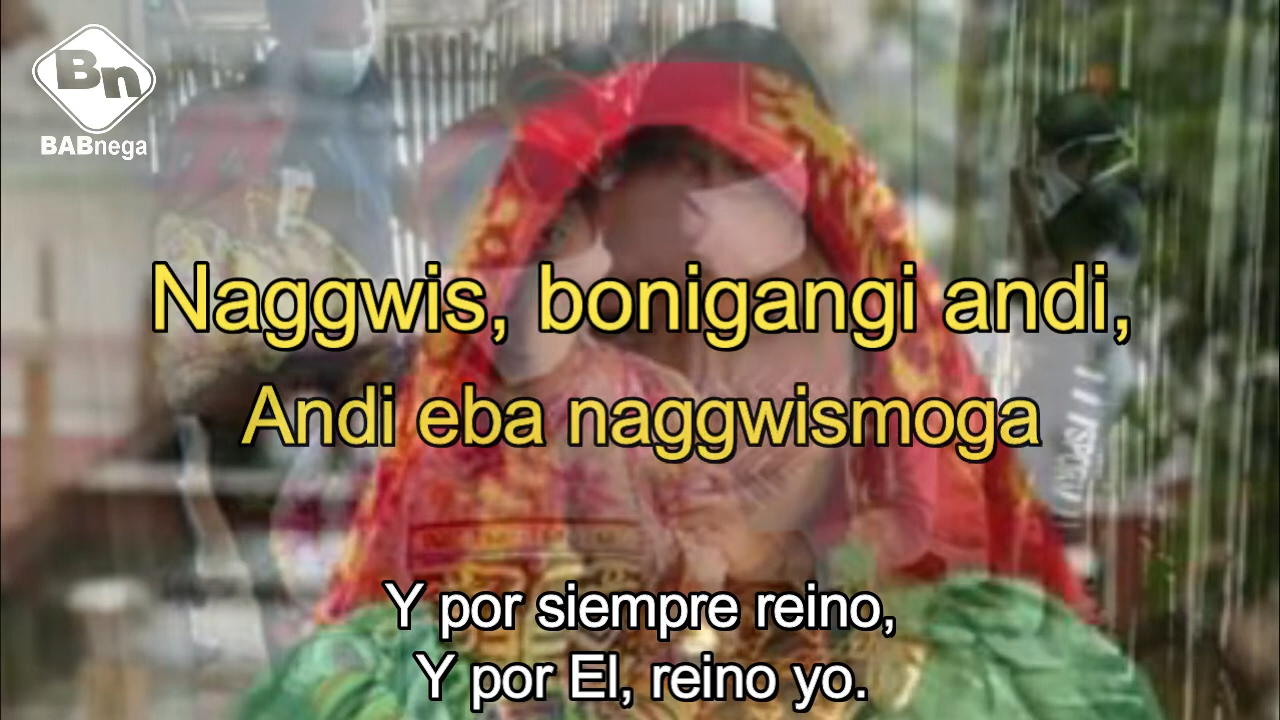 Bn
BABnega
Naggwis, bonigangi andi,
Andi eba naggwismoga
Y por siempre reino,
Y por El, reino yo.